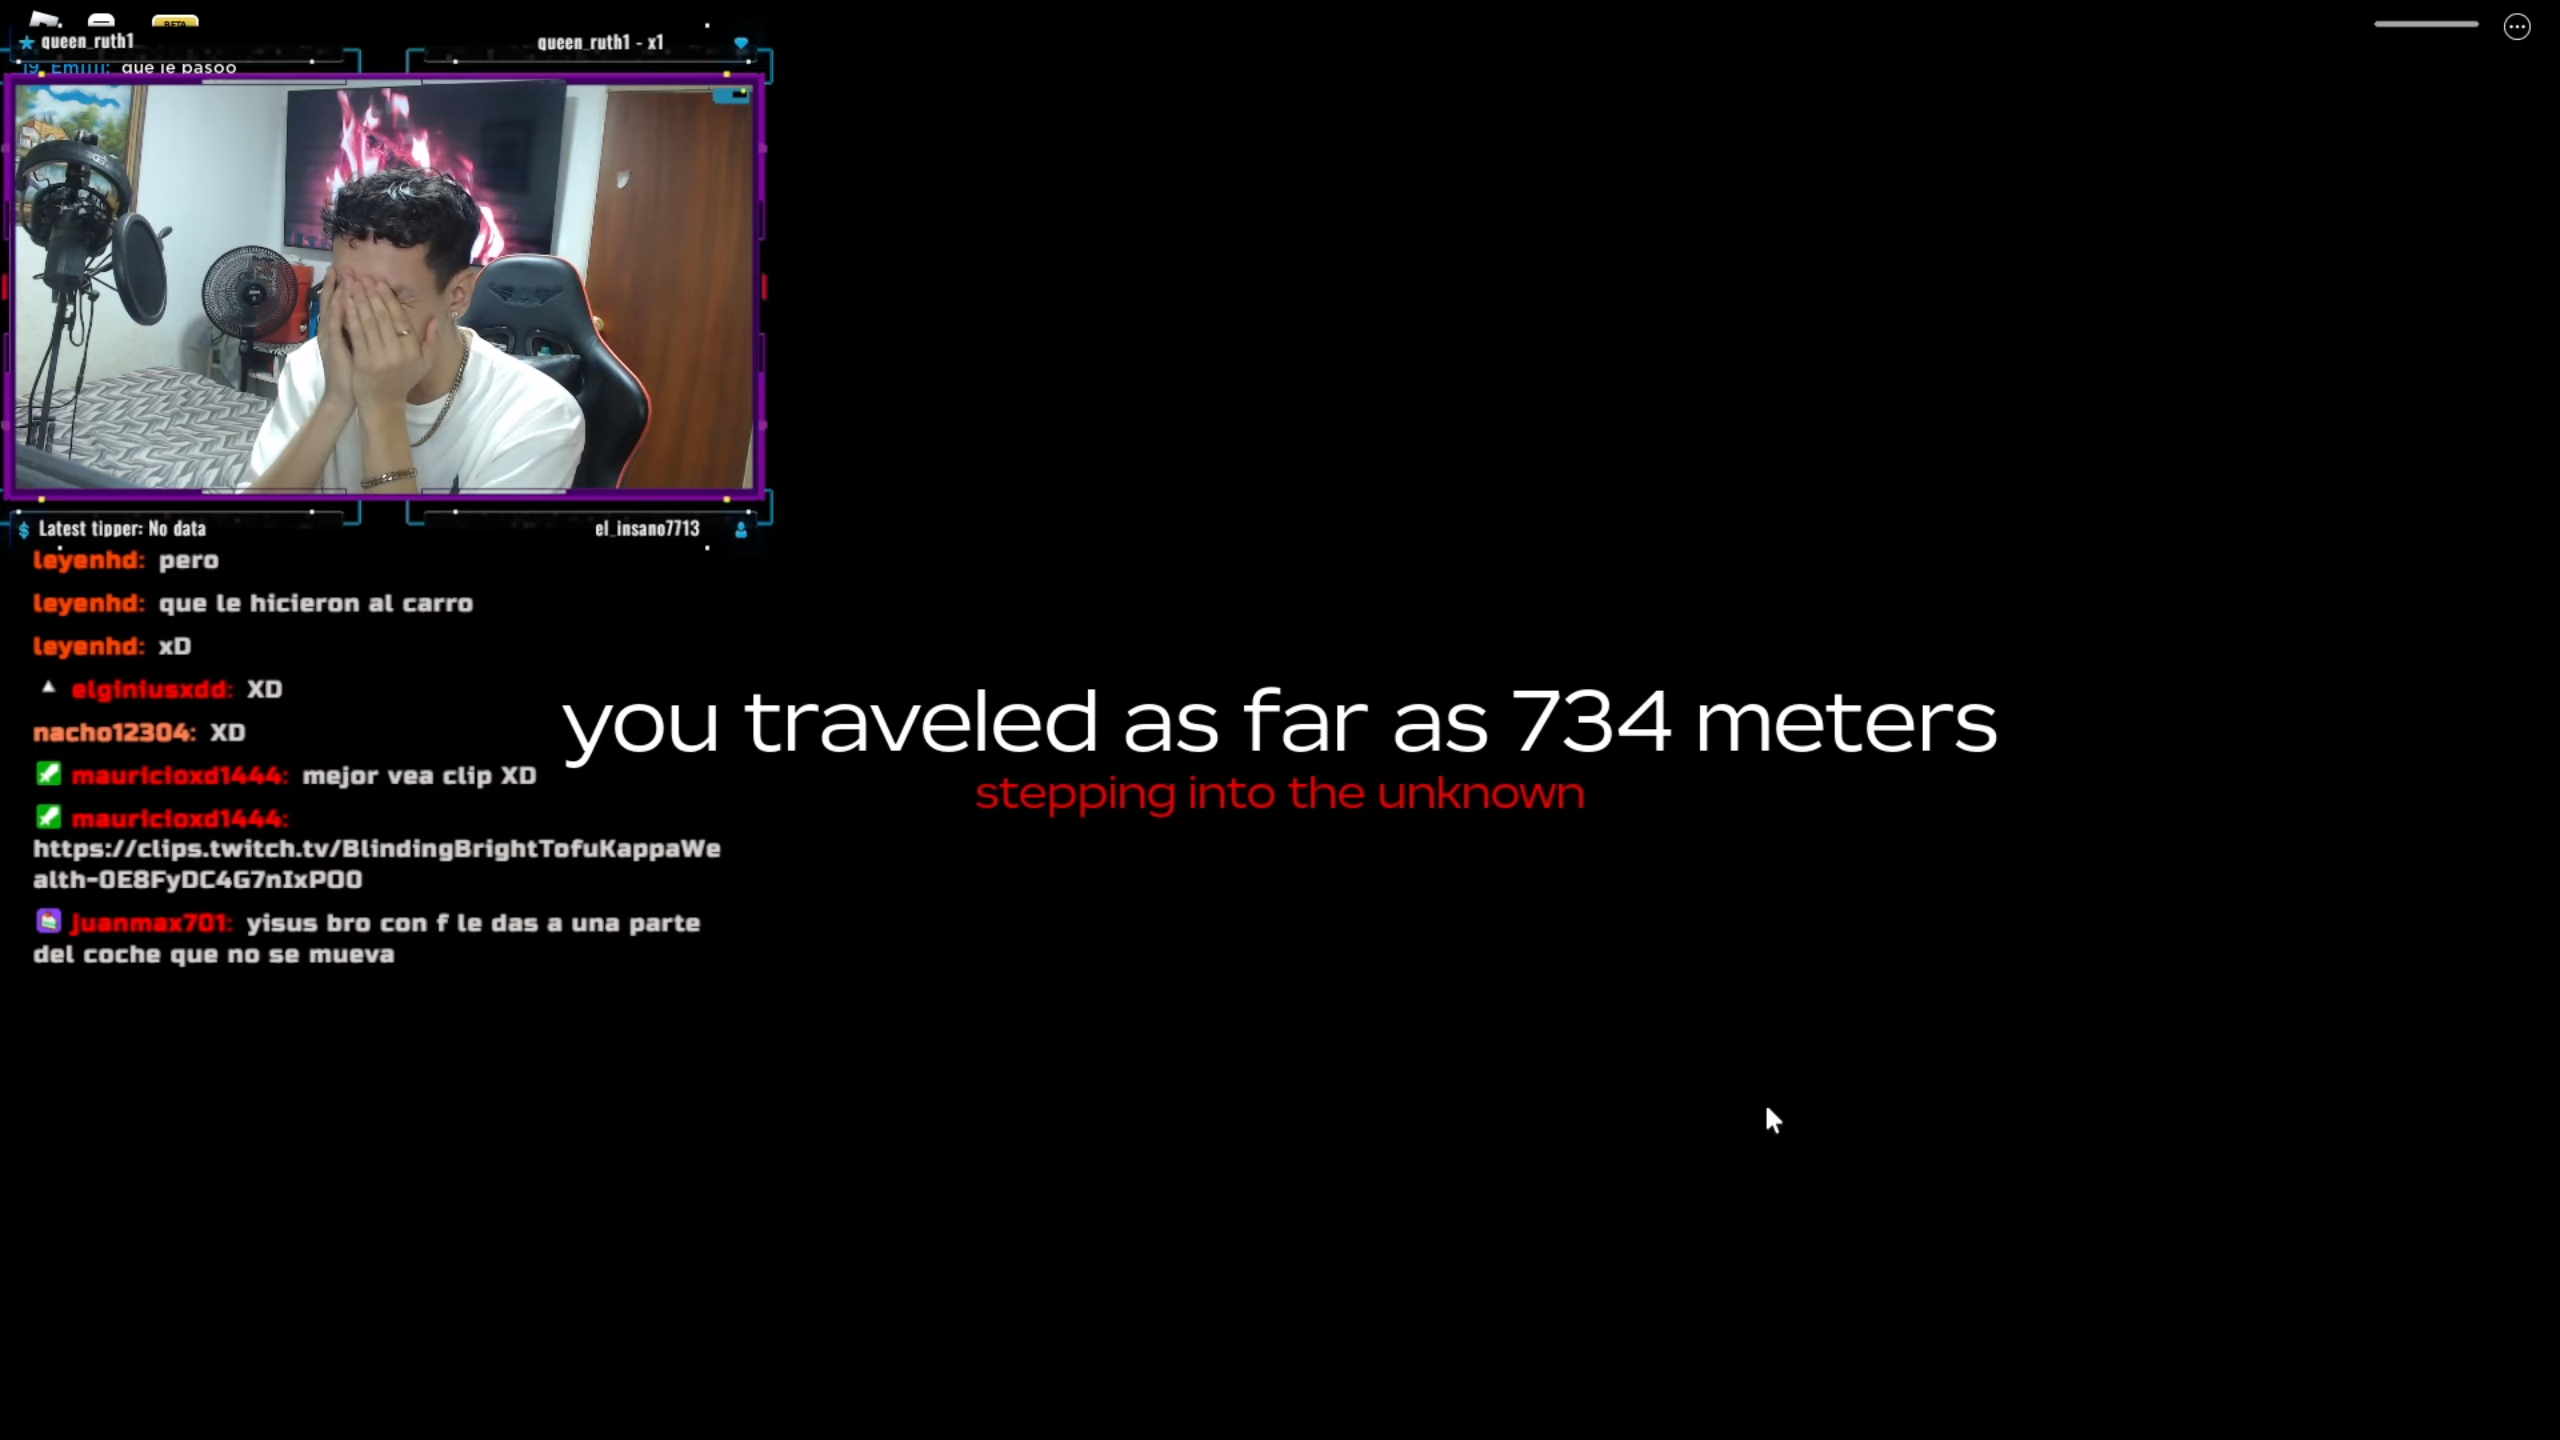 BETA
queen_ruth1
queen_ruth1 - x1
que le pasoo
Latest tipper: No data
el_insano7713
leyenhd: pero
leyenhd: que le hicieron al carro
leyenhd: xD
elginiusxdd: XD
nacho12304: XD
mauricioxd1444: mejor vea clip XD
mauricioxd1444:
https://clips.twitch.tv/BlindingBrightTofuKappaWe
alth-0E8FyDC4G7nIxPO0
juanmax701: yisus bro con f le das a una parte
del coche que no se mueva
you traveled as far as 734 meters
stepping into the unknown